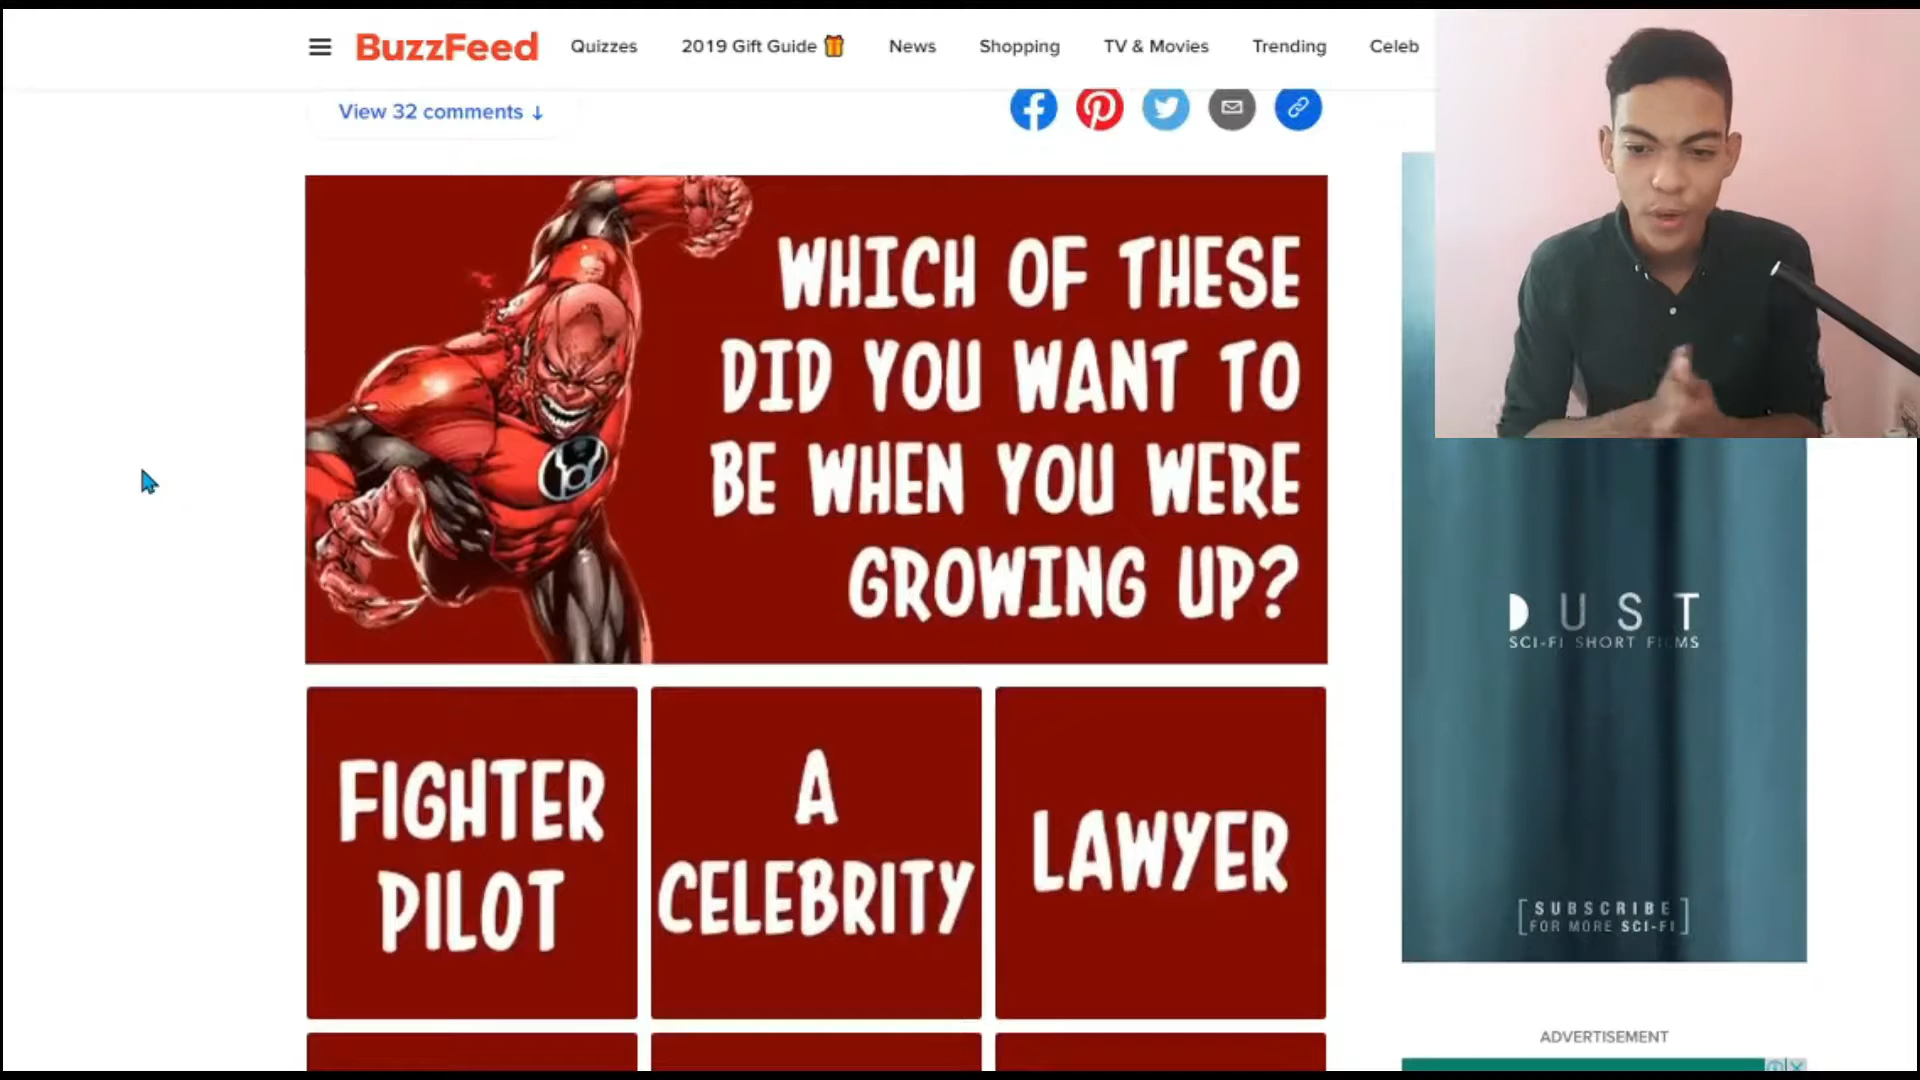 BuzzFeed
Quizzes
2019 Gift Guide
News
Shopping
TV & Movies
Trending
Celeb
View 32 comments ↓
WHICH OF THESE
DID YOU WANT TO
BE WHEN YOU WERE
GROWING UP?
FIGHTER
PILOT
A
CELEBRITY
LAWYER
DUST
SCI-FI SHORT FILMS
[SUBSCRIBE
FOR MORE SCI-FI]
ADVERTISEMENT